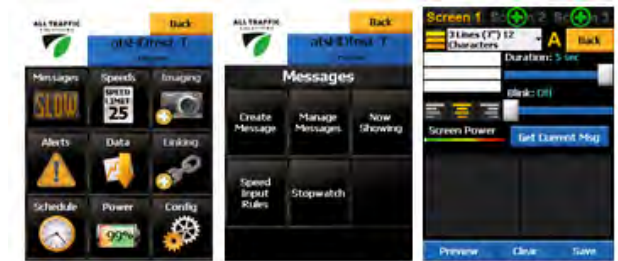 ALL TRAFFIC
SOLUTIONS
Back
Messages
Speeds
Imaging
SLOW
SPEED
LIMIT
25
Alerts
Data
Linking
Schedule
Power
Config
99%
ALL TRAFFIC
SOLUTIONS
Back
Messages
Create
Message
Manage
Messages
Now
Showing
Speed
Input
Rules
Stopwatch
Screen 1
3 Lines (7") 12
Characters
A
Back
Duration: 5 sec
Blink: Off
Screen Power
Get Current Msg
Preview
Clear
Save